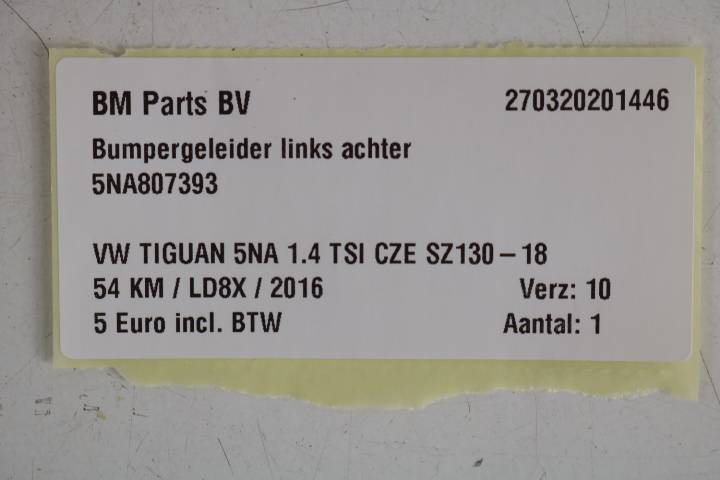 BM Parts BV 270320201446
Bumpergeleider links achter
5NA807393
VW TIGUAN 5NA 1.4 TSI CZE SZ130-18
54 KM / LD8X / 2016 Verz: 10
5 Euro incl. BTW Aantal: 1